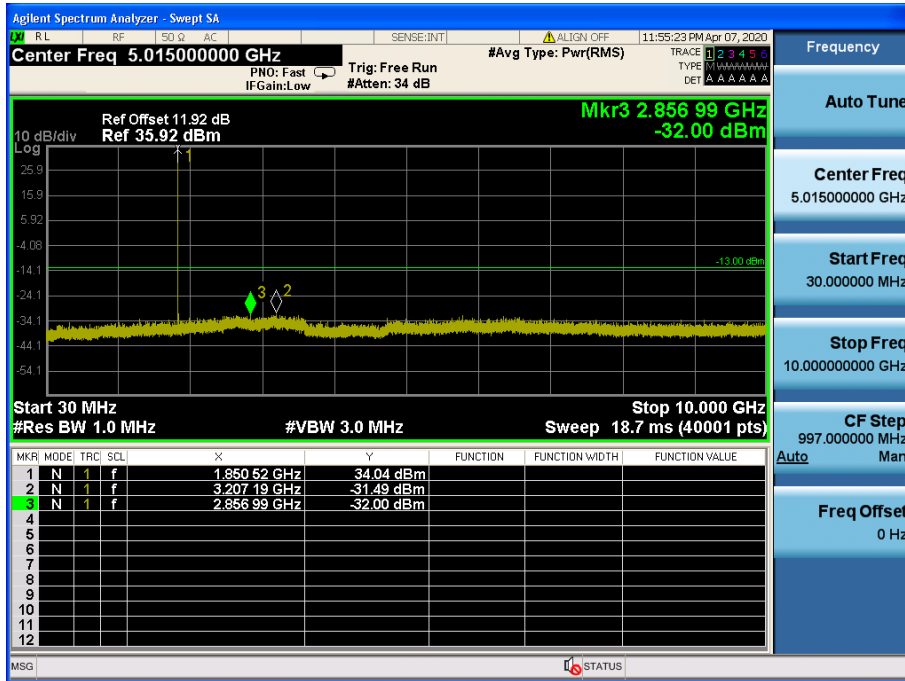 Agilent Spectrum Analyzer - Swept SA
LXI RL RF 50 Ω AC SENSE:INT ALIGN OFF 11:55:23 PM Apr 07, 2020
Center Freq 5.015000000 GHz
PNO: Fast
IFGain:Low
Trig: Free Run
#Atten: 34 dB
#Avg Type: Pwr(RMS)
TRACE 1 2 3 4 5 6
TYPE M WWWWW
DET A A A A A A
Frequency
Auto Tune
Center Freq
5.015000000 GHz
Start Freq
30.000000 MHz
Stop Freq
10.000000000 GHz
CF Step
997.000000 MHz
Auto Man
Freq Offset
0 Hz
Mkr3 2.856 99 GHz
-32.00 dBm
Ref Offset 11.92 dB
10 dB/div Ref 35.92 dBm
Log
1
25.9
15.9
5.92
-4.08
-13.00 dBm
-14.1
-24.1
3 2
-34.1
-44.1
-54.1
Start 30 MHz Stop 10.000 GHz
#Res BW 1.0 MHz #VBW 3.0 MHz Sweep 18.7 ms (40001 pts)
MKR MODE TRC SCL X Y FUNCTION FUNCTION WIDTH FUNCTION VALUE
1 N 1 f 1.850 52 GHz 34.04 dBm
2 N 1 f 3.207 19 GHz -31.49 dBm
3 N 1 f 2.856 99 GHz -32.00 dBm
4
5
6
7
8
9
10
11
12
MSG STATUS